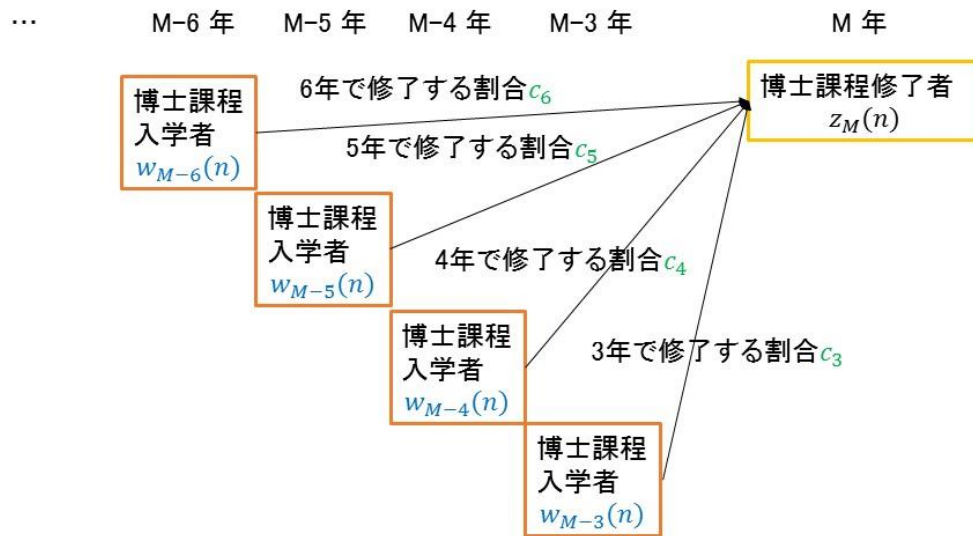 … M-6 年 M-5 年 M-4 年 M-3 年 M 年
博士課程
入学者
w_{M-6}(n)
6年で修了する割合c_6
博士課程修了者
z_M(n)
5年で修了する割合c_5
博士課程
入学者
w_{M-5}(n)
4年で修了する割合c_4
博士課程
入学者
w_{M-4}(n)
3年で修了する割合c_3
博士課程
入学者
w_{M-3}(n)